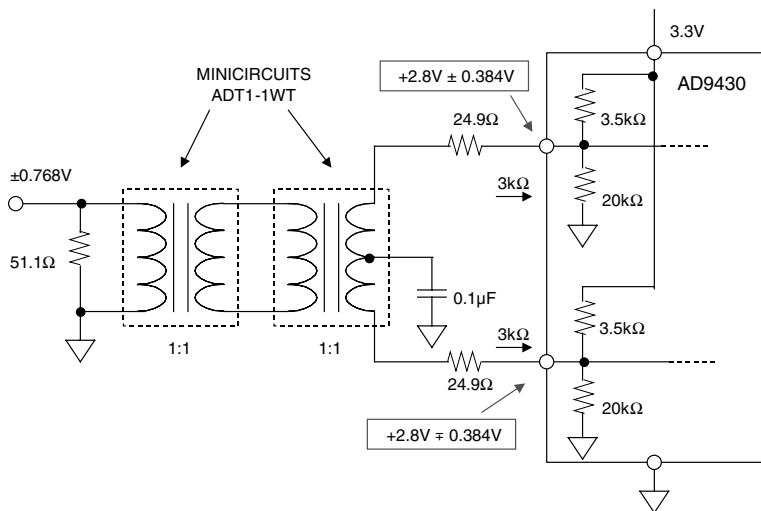 3.3V
MINICIRCUITS
ADT1-1WT
+2.8V ± 0.384V
AD9430
24.9Ω
3.5kΩ
±0.768V
3kΩ
20kΩ
51.1Ω
0.1µF
3kΩ
3.5kΩ
1:1
1:1
24.9Ω
20kΩ
+2.8V ∓ 0.384V